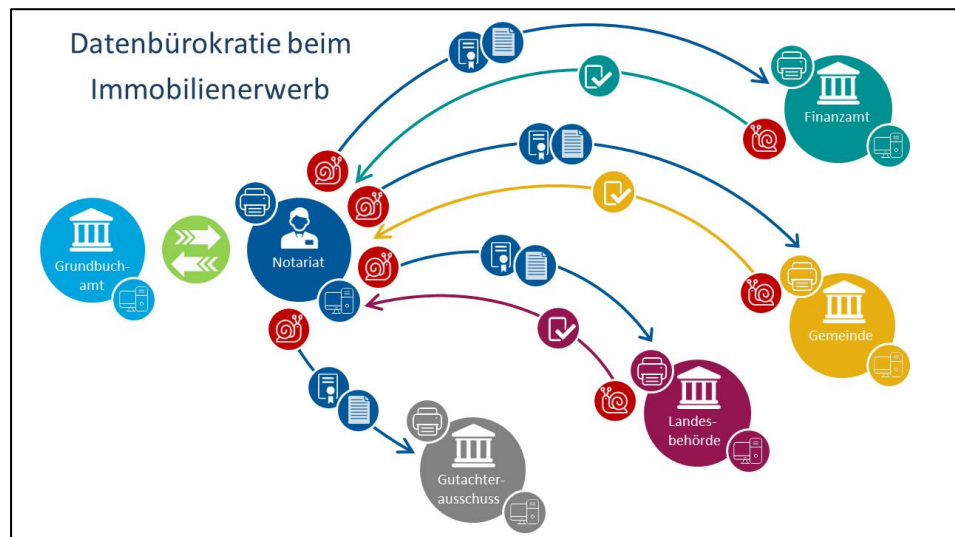 Datenbürokratie beim
Immobilienerwerb
Finanzamt
Grundbuch-
amt
Notariat
Gemeinde
Landes-
behörde
Gutachter-
ausschuss